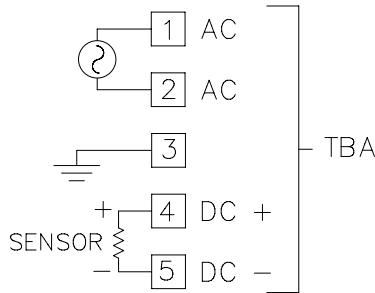 1 AC
2 AC
3
TBA
+ 4 DC +
SENSOR
- 5 DC -